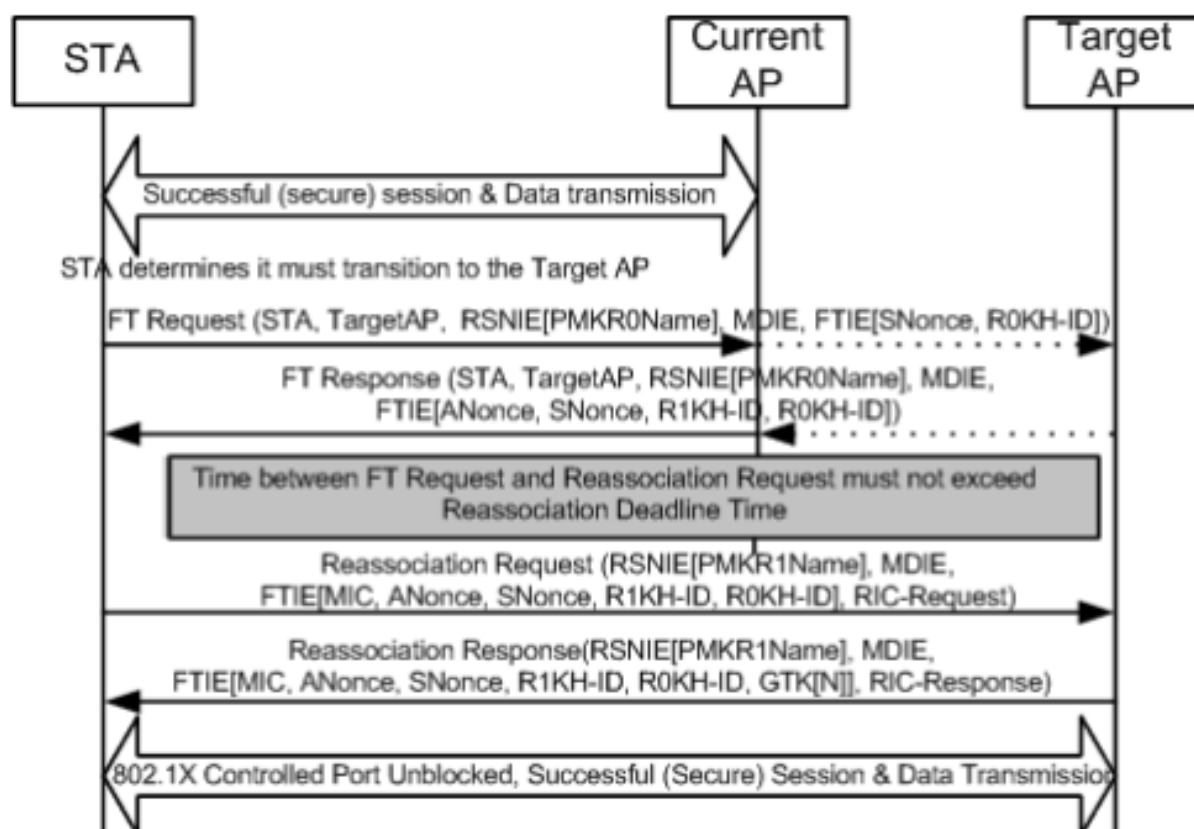 STA
Current
AP
Target
AP
Successful (secure) session & Data transmission
STA determines it must transition to the Target AP
FT Request (STA, TargetAP, RSNIE[PMKR0Name], MDIE, FTIE[SNonce, R0KH-ID])
FT Response (STA, TargetAP, RSNIE[PMKR0Name], MDIE,
FTIE[ANonce, SNonce, R1KH-ID, R0KH-ID])
Time between FT Request and Reassociation Request must not exceed
Reassociation Deadline Time
Reassociation Request (RSNIE[PMKR1Name], MDIE,
FTIE[MIC, ANonce, SNonce, R1KH-ID, R0KH-ID], RIC-Request)
Reassociation Response(RSNIE[PMKR1Name], MDIE,
FTIE[MIC, ANonce, SNonce, R1KH-ID, R0KH-ID, GTK[N]], RIC-Response)
802.1X Controlled Port Unblocked, Successful (Secure) Session & Data Transmission